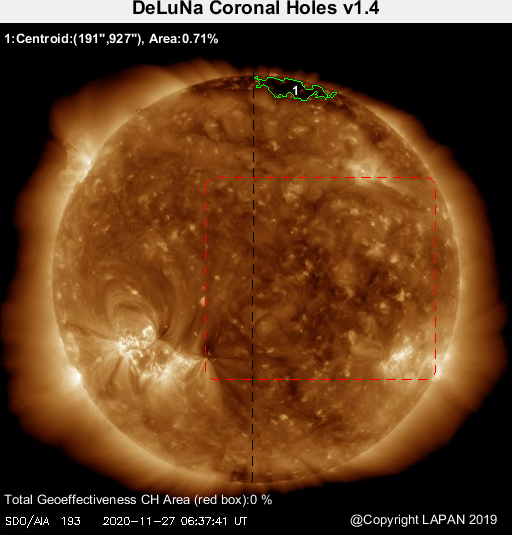 DeLuNa Coronal Holes v1.4
1:Centroid:(191",927"), Area:0.71%
1
Total Geoeffectiveness CH Area (red box):0 %
SDO/AIA 193 2020-11-27 06:37:41 UT
@Copyright LAPAN 2019